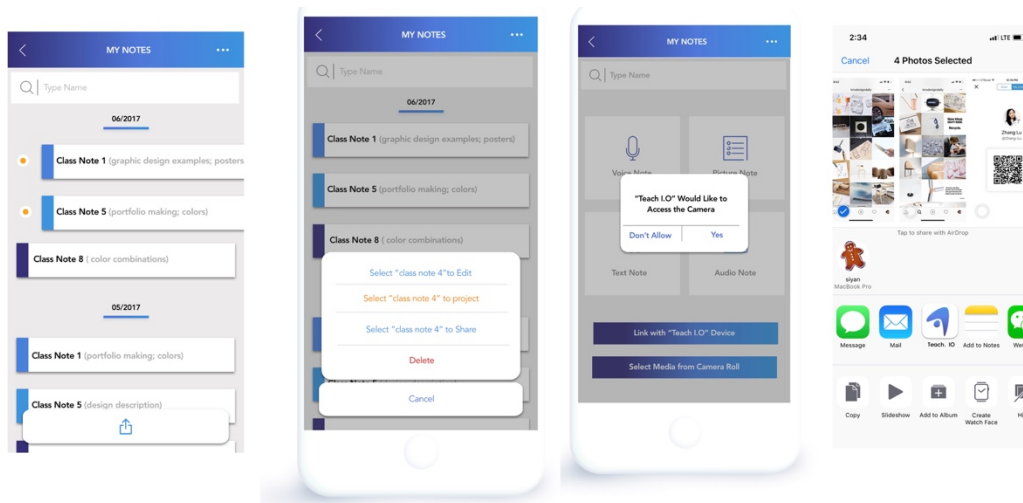 MY NOTES
Type Name
06/2017
Class Note 1 (graphic design examples; posters
Class Note 5 (portfolio making; colors)
Class Note 8 ( color combinations)
05/2017
Class Note 1 (portfolio making; colors)
Class Note 5 (design description)
MY NOTES
Type Name
06/2017
Class Note 1 (graphic design examples; posters)
Class Note 5 (portfolio making; colors)
Class Note 8 ( color combinations)
Select "class note 4"to Edit
Select "class note 4" to project
Select "class note 4" to Share
Delete
Cancel
MY NOTES
Type Name
Voice Note
Picture Note
"Teach I.O" Would Like to
Access the Camera
Don't Allow
Yes
Text Note
Audio Note
Link with "Teach I.O" Device
Select Media from Camera Roll
2:34
LTE
Cancel
4 Photos Selected
Zhang Lu
Tap to share with AirDrop
siyan
MacBook Pro
Message
Mail
Teach. IO
Add to Notes
We
Copy
Slideshow
Add to Album
Create
Watch Face
Hi